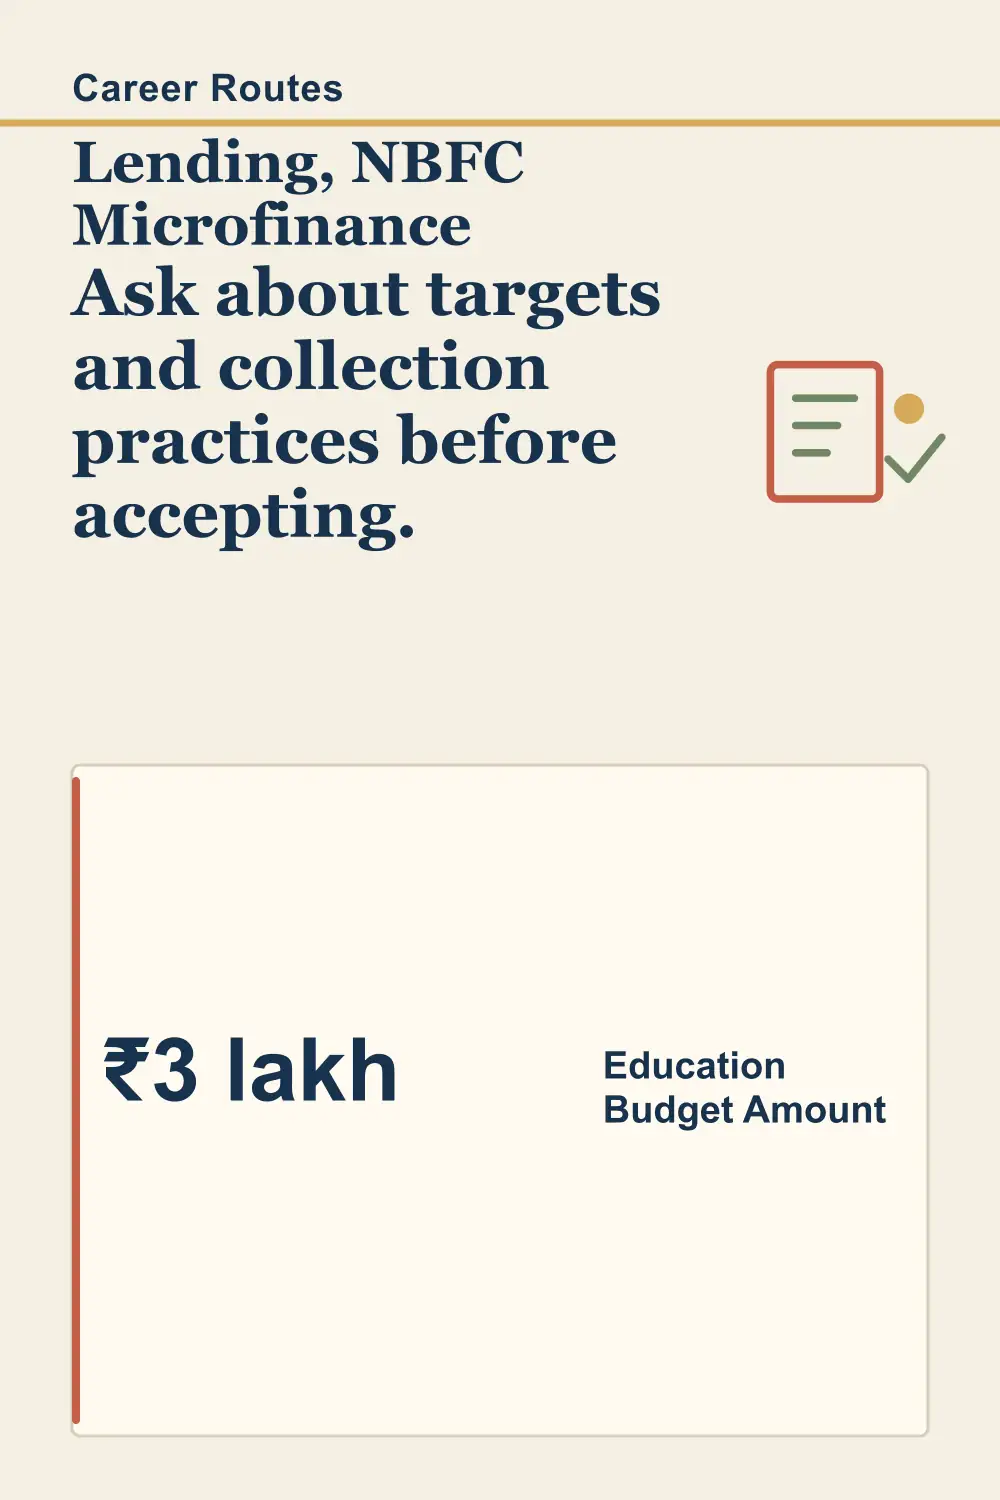 Career Routes
Lending, NBFC
Microfinance
Ask about targets
and collection
practices before
accepting.
₹3 lakh
Education
Budget Amount